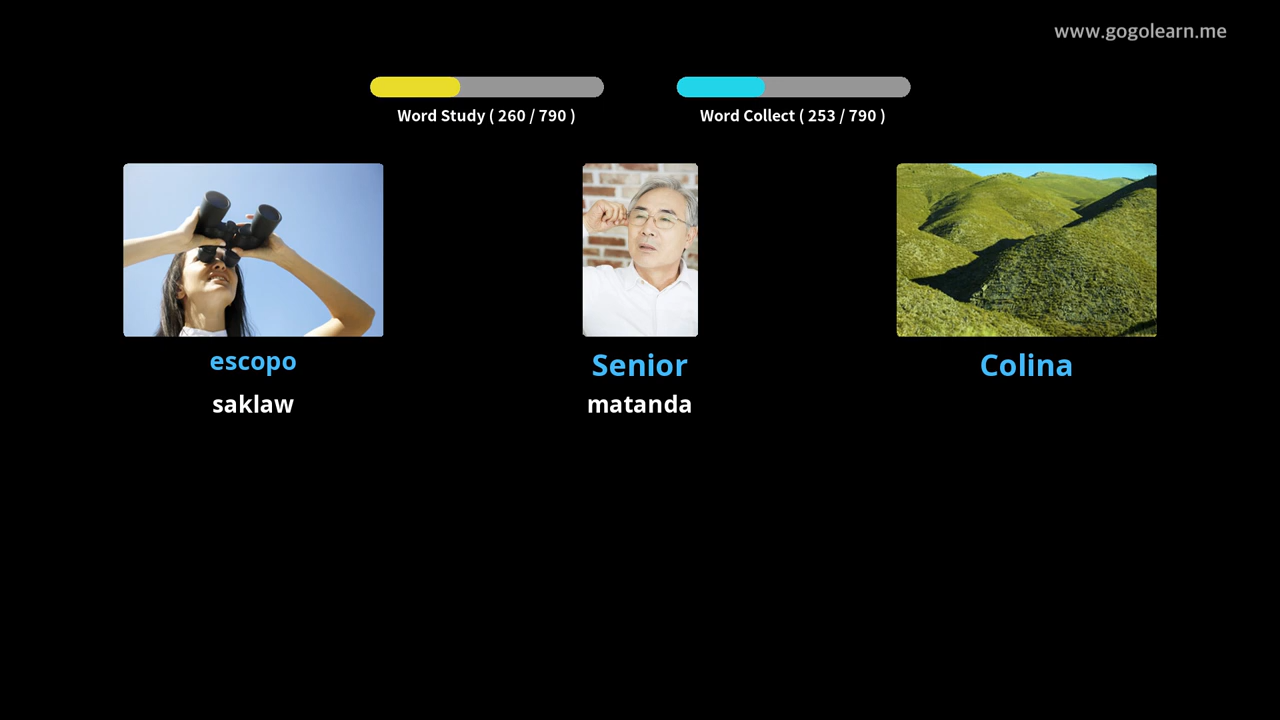 www.gogolearn.me
Word Study ( 260 / 790 )
Word Collect ( 253 / 790 )
escopo
Senior
Colina
saklaw
matanda